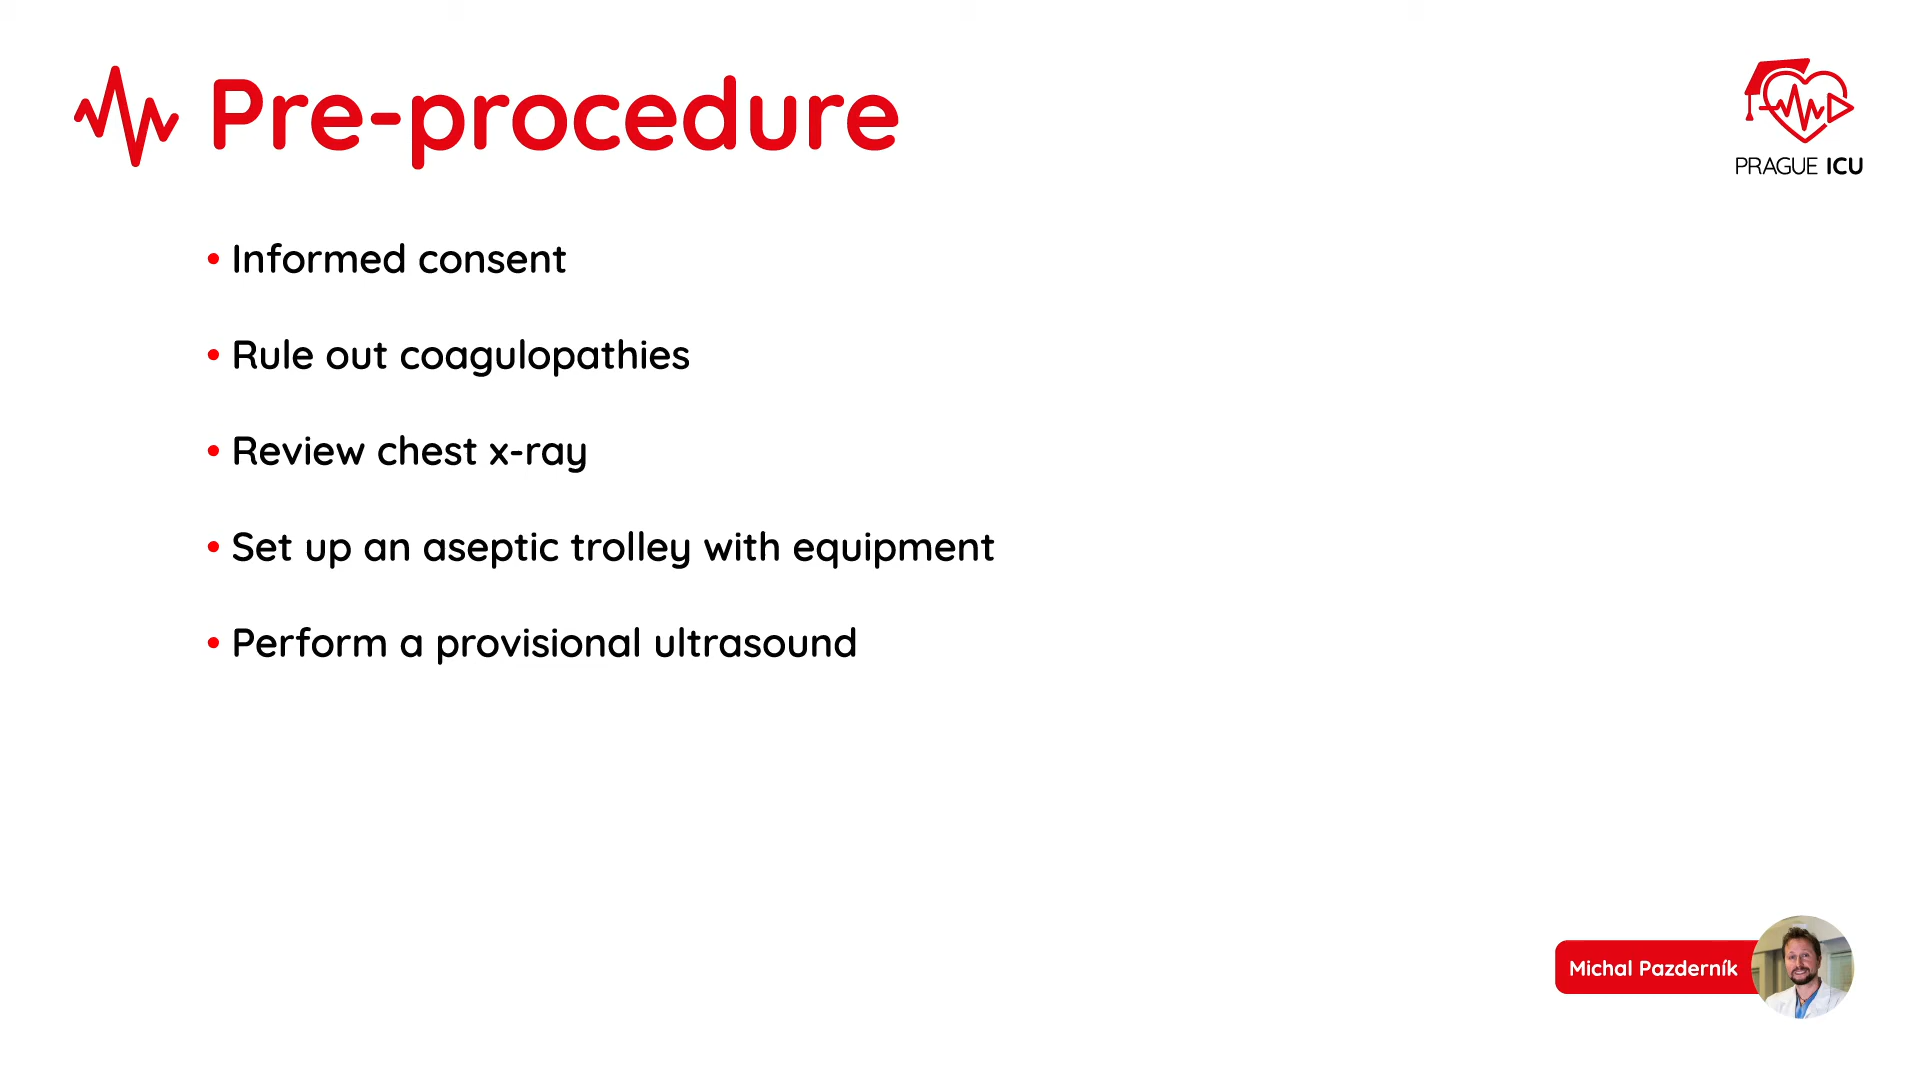 Pre-procedure
PRAGUE ICU
• Informed consent
• Rule out coagulopathies
• Review chest x-ray
• Set up an aseptic trolley with equipment
• Perform a provisional ultrasound
Michal Pazderník